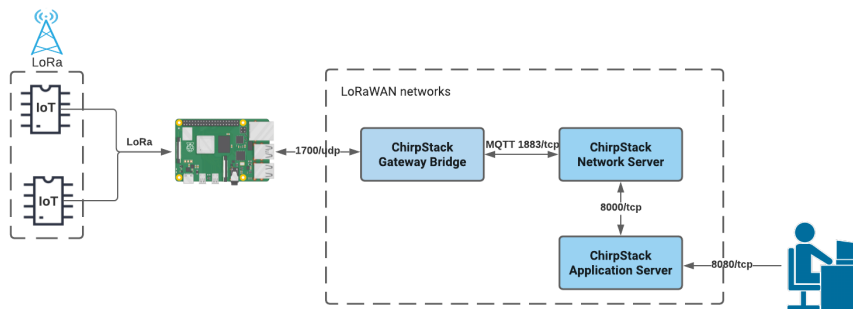 LoRa
IoT
IoT
LoRa
1700/udp
LoRaWAN networks
ChirpStack
Gateway Bridge
MQTT 1883/tcp
ChirpStack
Network Server
8000/tcp
ChirpStack
Application Server
8080/tcp